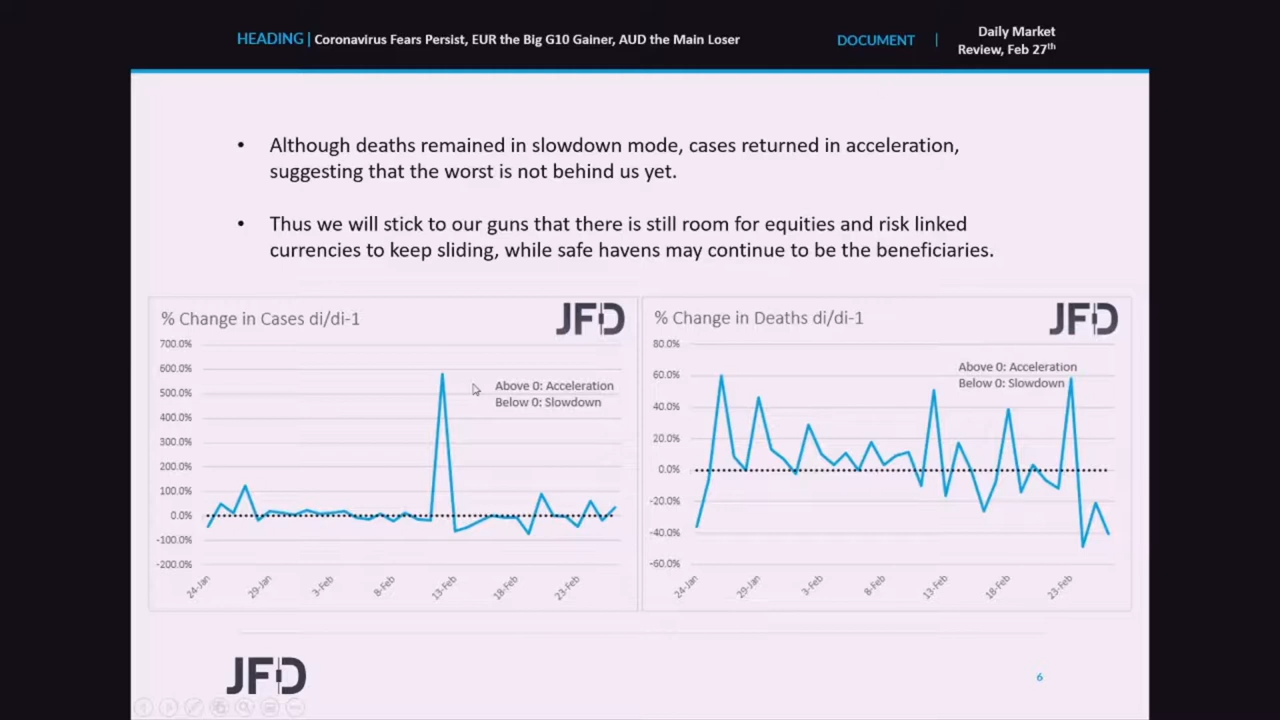 HEADING | Coronavirus Fears Persist, EUR the Big G10 Gainer, AUD the Main Loser
DOCUMENT | Daily Market
Review, Feb 27th
• Although deaths remained in slowdown mode, cases returned in acceleration,
suggesting that the worst is not behind us yet.
• Thus we will stick to our guns that there is still room for equities and risk linked
currencies to keep sliding, while safe havens may continue to be the beneficiaries.
% Change in Cases di/di-1
JFD
700.0%
600.0%
500.0%
400.0%
300.0%
200.0%
100.0%
0.0%
-100.0%
-200.0%
Above 0: Acceleration
Below 0: Slowdown
24-Jan
29-Jan
3-Feb
8-Feb
13-Feb
18-Feb
23-Feb
% Change in Deaths di/di-1
JFD
80.0%
60.0%
40.0%
20.0%
0.0%
-20.0%
-40.0%
-60.0%
Above 0: Acceleration
Below 0: Slowdown
24-Jan
29-Jan
3-Feb
8-Feb
13-Feb
18-Feb
23-Feb
JFD
6